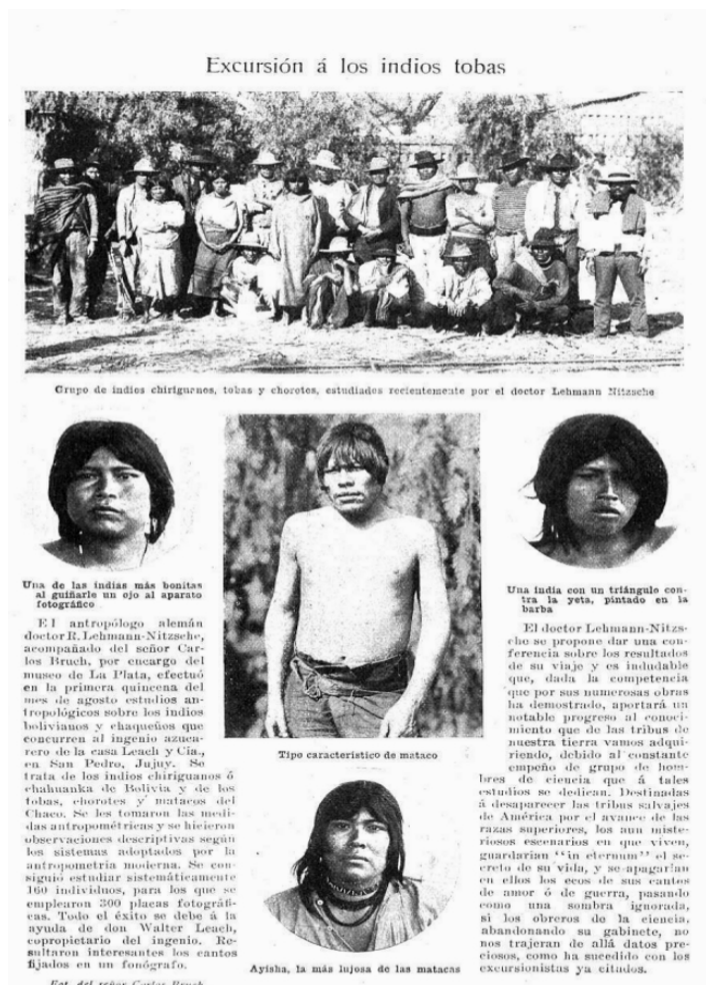 Excursión á los indios tobas
Grupo de indios chiriguanos, tobas y chorotes, estudiados recientemente por el doctor Lehmann Nitzsche
Una de las indias más bonitas
al guiñarle un ojo al aparato
fotográfico
El antropólogo alemán
doctor R. Lehmann-Nitzsche,
acompañado del señor Car-
los Bruch, por encargo del
museo de La Plata, efectuó
en la primera quincena del
mes de agosto estudios an-
tropológicos sobre los indios
bolivianos y chaqueños que
concurren al ingenio azuca-
rero de la casa Leach y Cía.,
en San Pedro, Jujuy. Se
trata de los indios chiriguanos ó
chahuanka de Bolivia y de los
tobas, chorotes y matacos del
Chaco. Se les tomaron las medi-
das antropométricas y se hicieron
observaciones descriptivas según
los sistemas adoptados por la
antropometria moderna. Se con-
siguió estudiar sistemáticamente
160 individuos, para los que se
emplearon 300 placas fotográfi-
cas. Todo el éxito se debe á la
ayuda de don Walter Leach,
copropietario del ingenio. Re-
sultaron interesantes los cantos
fijados en un fonógrafo.
Fot. del señor Carlos Bruch
Tipo característico de mataco
Ayisha, la más lujosa de las matacas
Una india con un triángulo con-
tra la yeta, pintado en la
barba
El doctor Lehmann-Nitzs-
che se propone dar una con-
ferencia sobre los resultados
de su viaje y es indudable
que, dada la competencia
que por sus numerosas obras
ha demostrado, aportará un
notable progreso al conoci-
miento que de las tribus de
nuestra tierra vamos adqui-
riendo, debido al constante
empeño de grupo de hom-
bres de ciencia que á tales
estudios se dedican. Destinadas
á desaparecer las tribus salvajes
de América por el avance de las
razas superiores, los aun miste-
riosos escenarios en que viven,
guardarían "in eternum" el se-
creto de su vida, y se apagarían
en ellos los ecos de sus cantos
de amor ó de guerra, pasando
como una sombra ignorada,
si los obreros de la ciencia,
abandonando su gabinete, no
nos trajeran de allá datos pre-
ciosos, como ha sucedido con los
excursionistas ya citados.